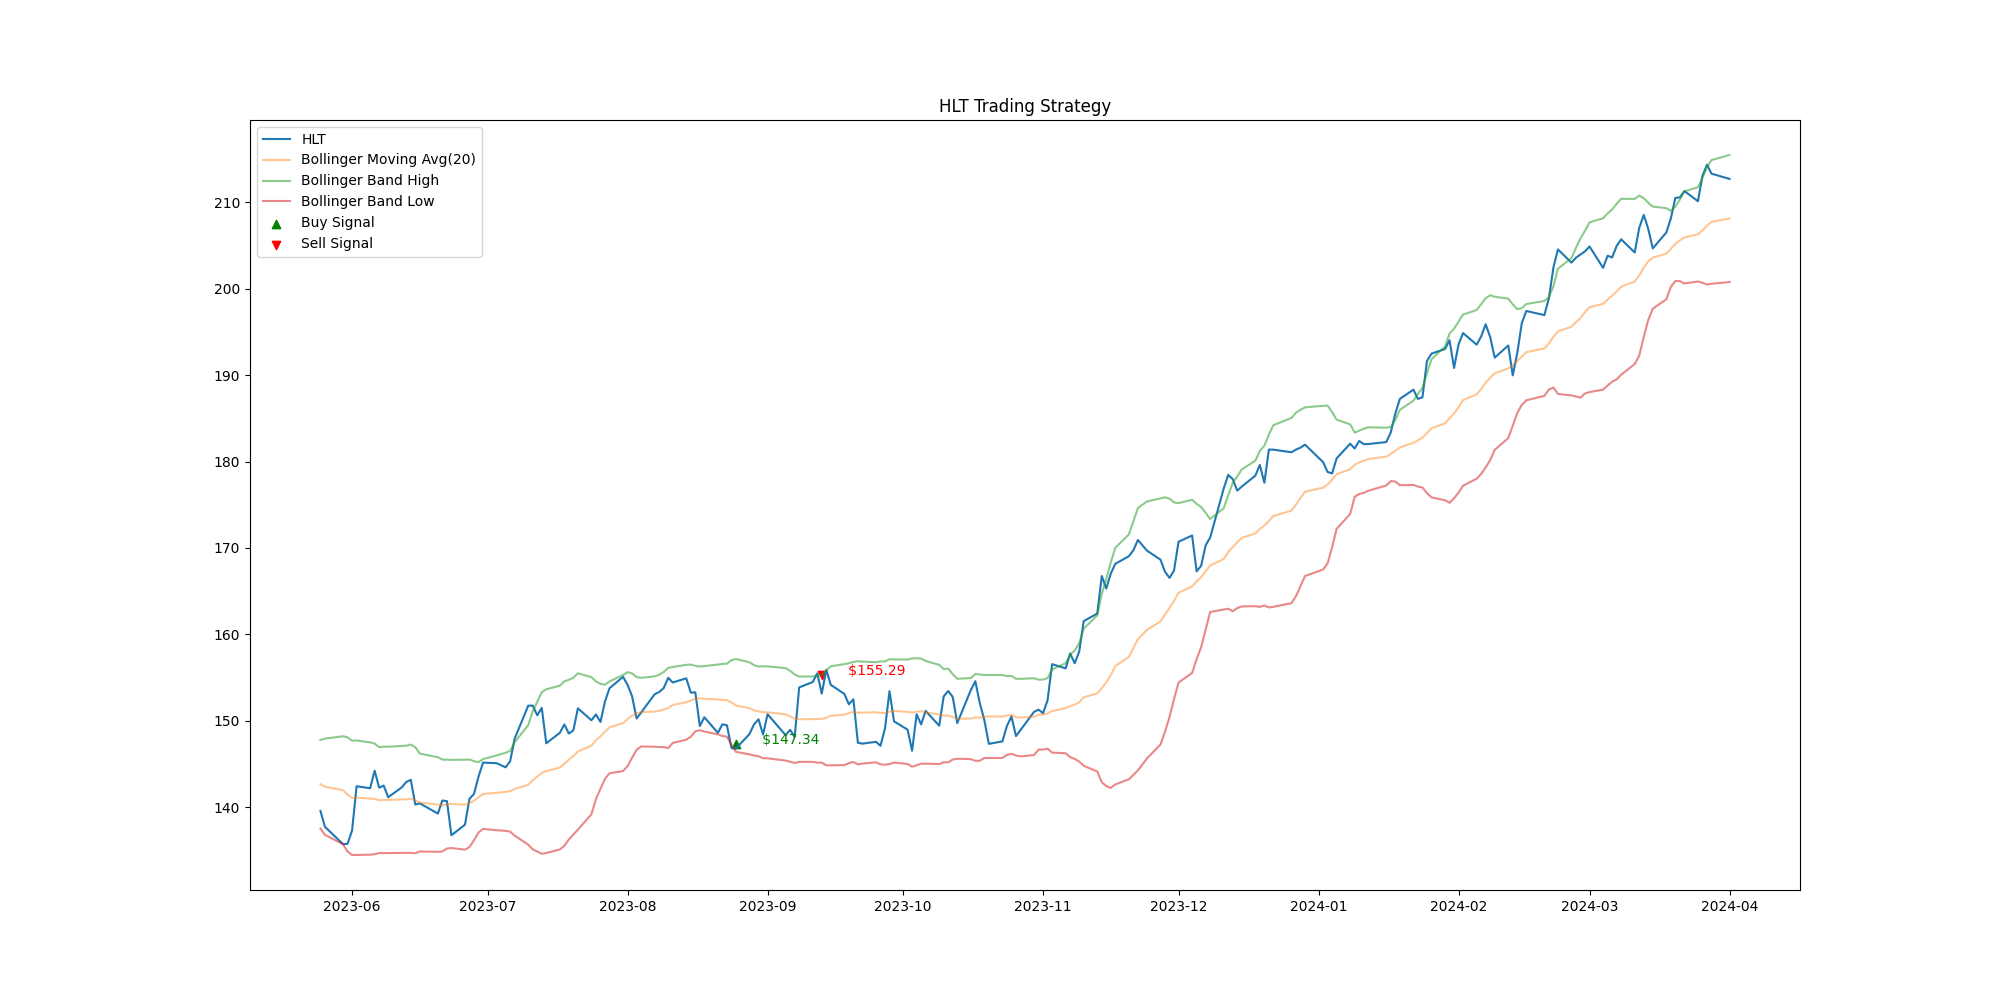 HLT Trading Strategy
HLT
Bollinger Moving Avg(20)
Bollinger Band High
Bollinger Band Low
Buy Signal
Sell Signal
210
200
190
180
170
160
150
140
$155.29
$147.34
2023-06 2023-07 2023-08 2023-09 2023-10 2023-11 2023-12 2024-01 2024-02 2024-03 2024-04